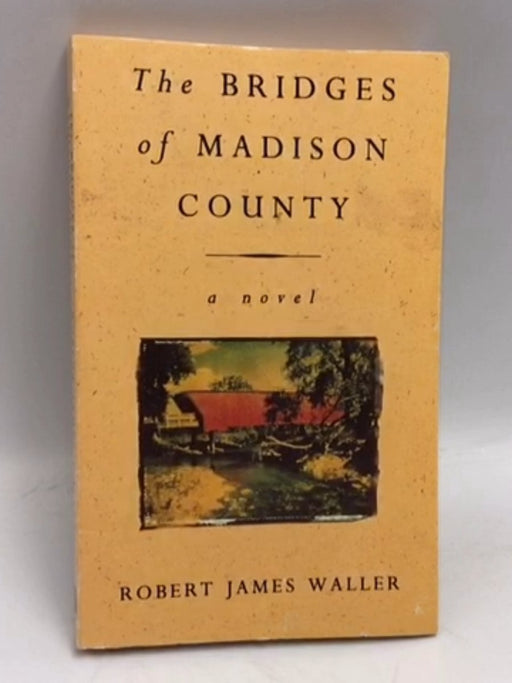 The BRIDGES
of MADISON
COUNTY
a novel
ROBERT JAMES WALLER